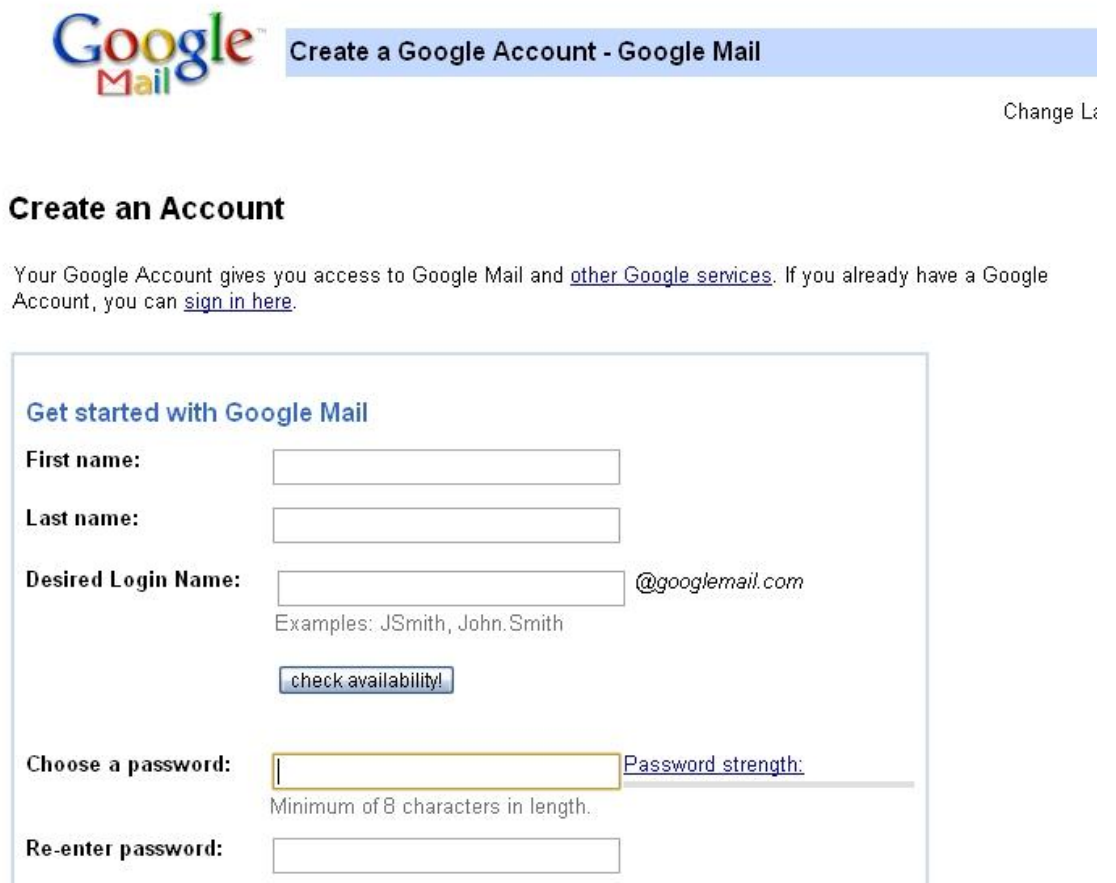 Google™
Mail
Create a Google Account - Google Mail
Change La
Create an Account
Your Google Account gives you access to Google Mail and other Google services. If you already have a Google
Account, you can sign in here.
Get started with Google Mail
First name:
Last name:
Desired Login Name: @googlemail.com
Examples: JSmith, John.Smith
check availability!
Choose a password: Password strength:
Minimum of 8 characters in length.
Re-enter password: